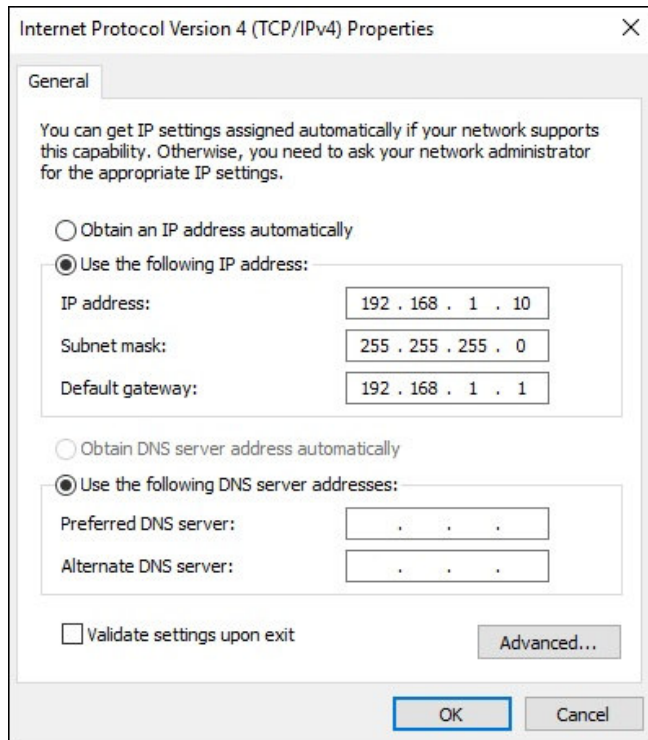 Internet Protocol Version 4 (TCP/IPv4) Properties
General
You can get IP settings assigned automatically if your network supports
this capability. Otherwise, you need to ask your network administrator
for the appropriate IP settings.
Obtain an IP address automatically
Use the following IP address:
IP address: 192 . 168 . 1 . 10
Subnet mask: 255 . 255 . 255 . 0
Default gateway: 192 . 168 . 1 . 1
Obtain DNS server address automatically
Use the following DNS server addresses:
Preferred DNS server: . . .
Alternate DNS server: . . .
Validate settings upon exit
Advanced...
OK Cancel